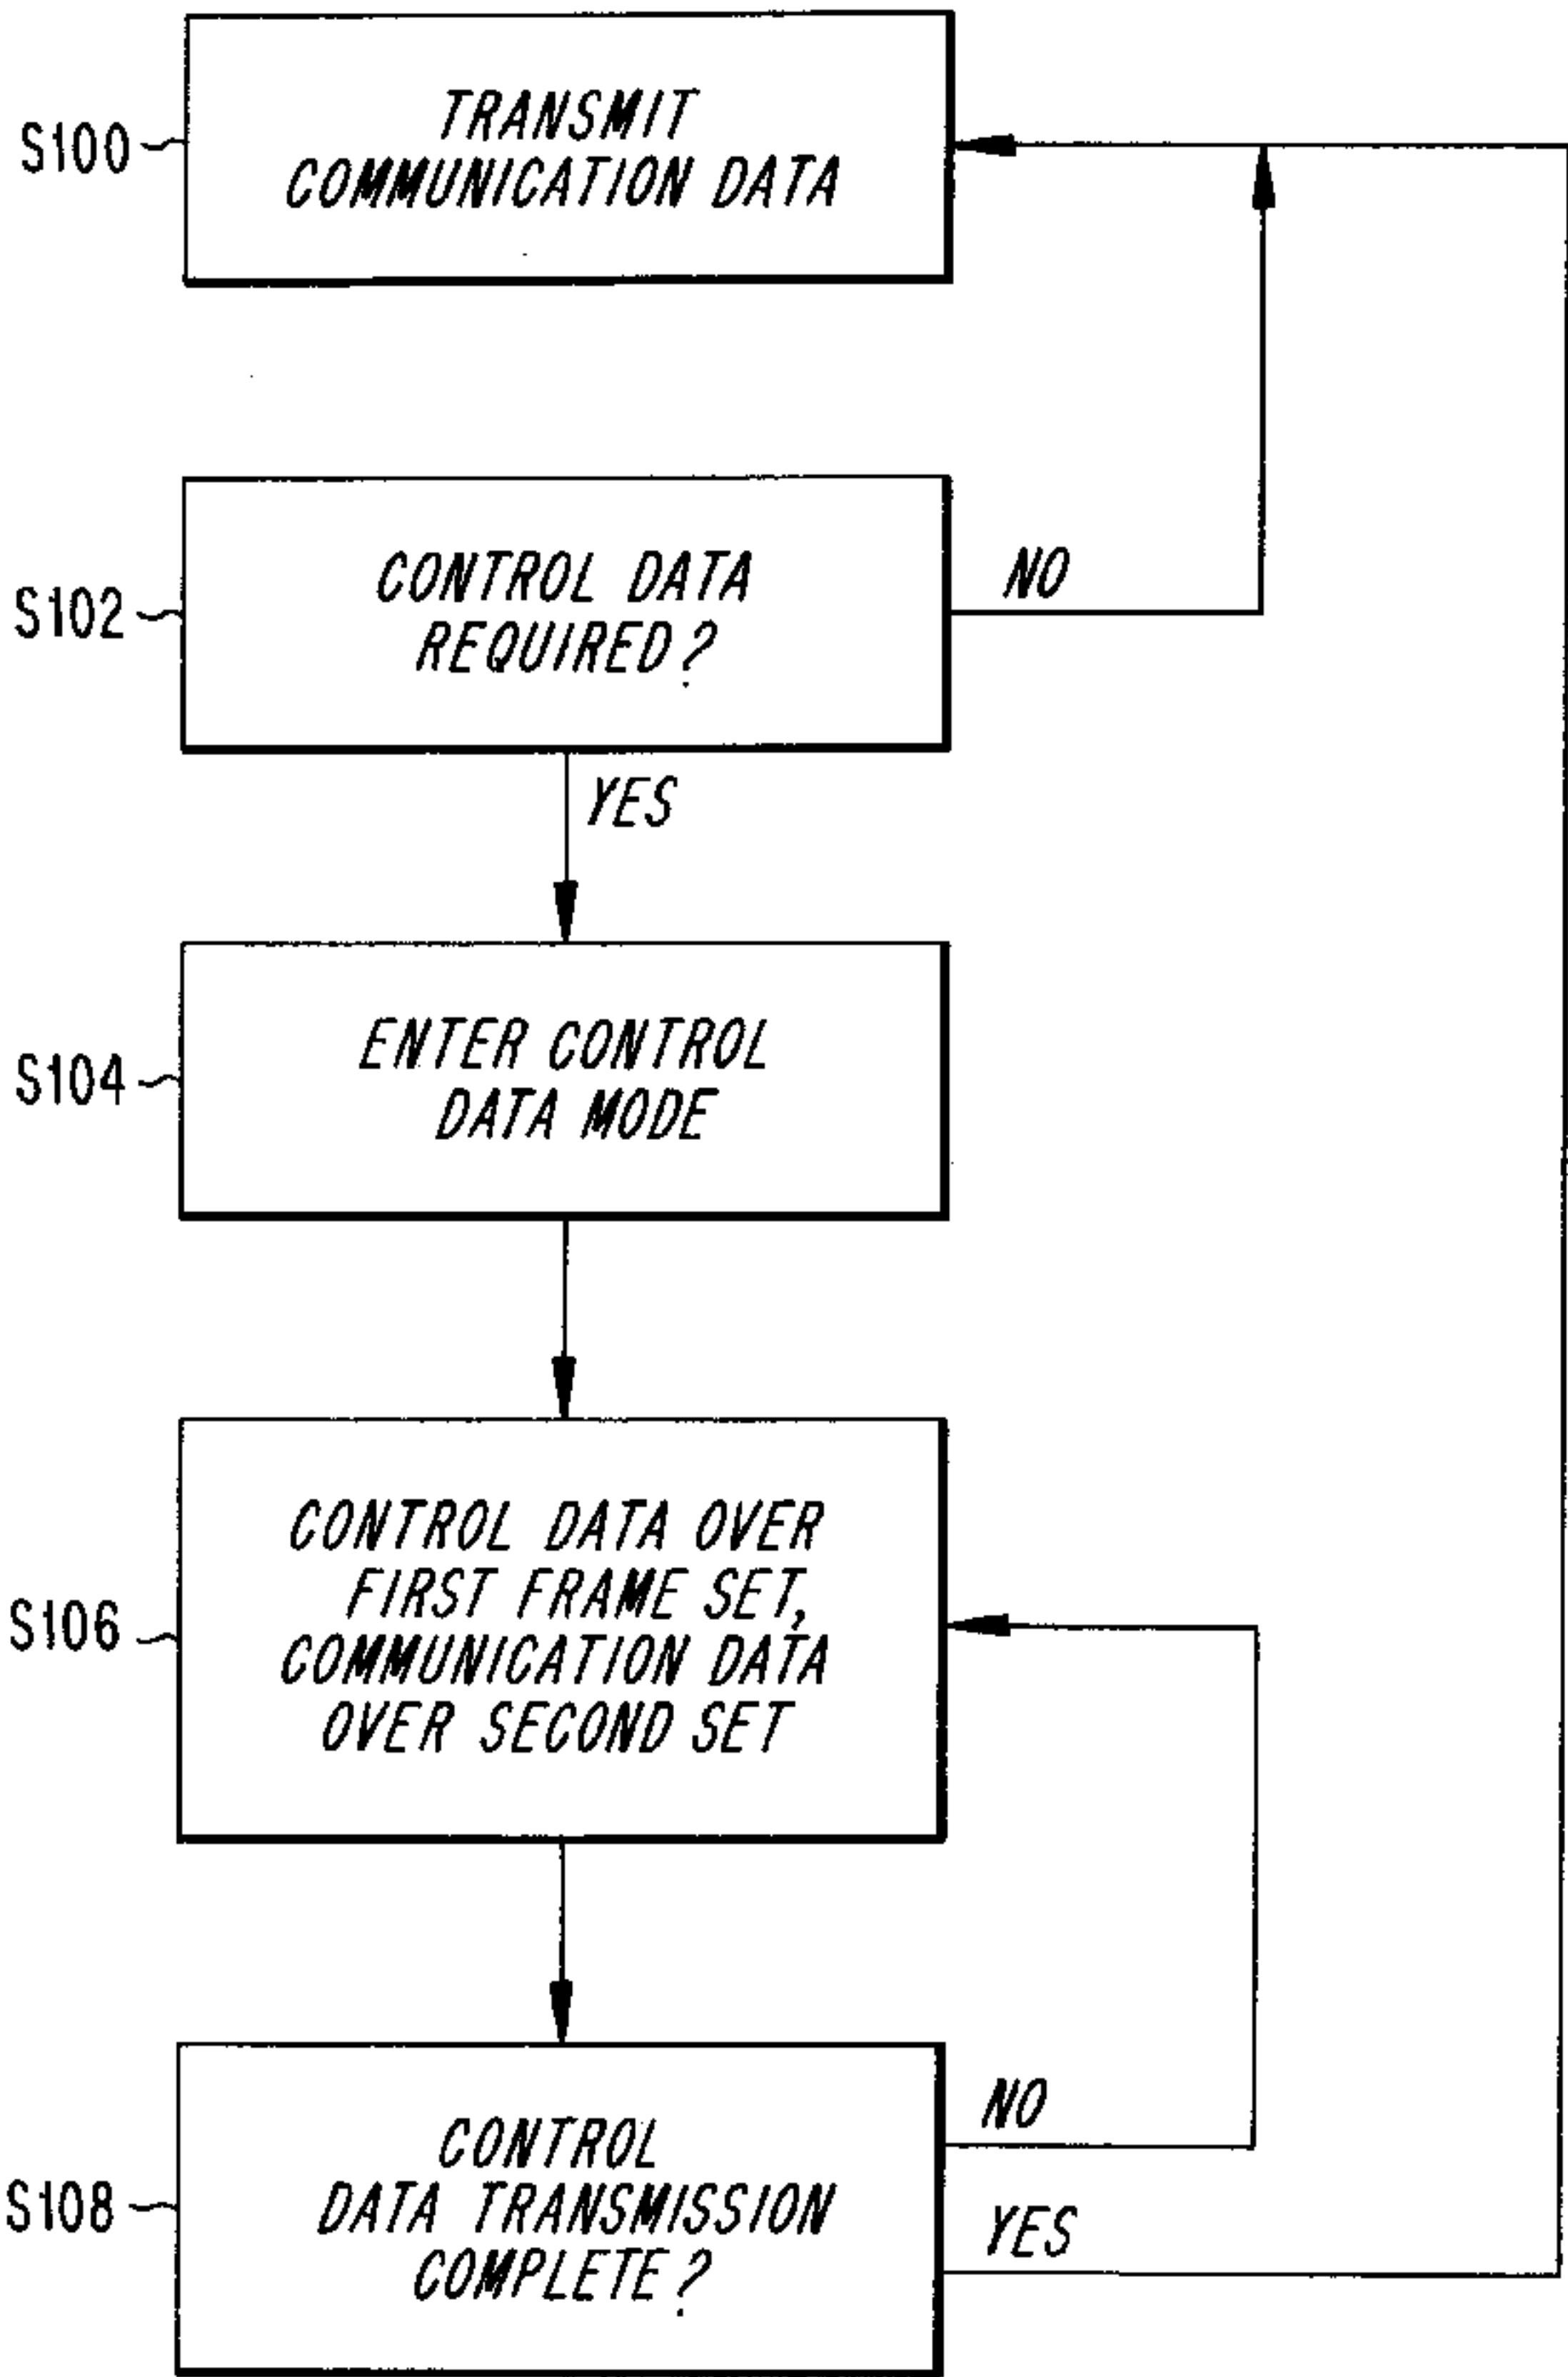 S100
TRANSMIT
COMMUNICATION DATA
S102
CONTROL DATA
REQUIRED?
NO
YES
S104
ENTER CONTROL
DATA MODE
S106
CONTROL DATA OVER
FIRST FRAME SET,
COMMUNICATION DATA
OVER SECOND SET
S108
CONTROL
DATA TRANSMISSION
COMPLETE?
NO
YES